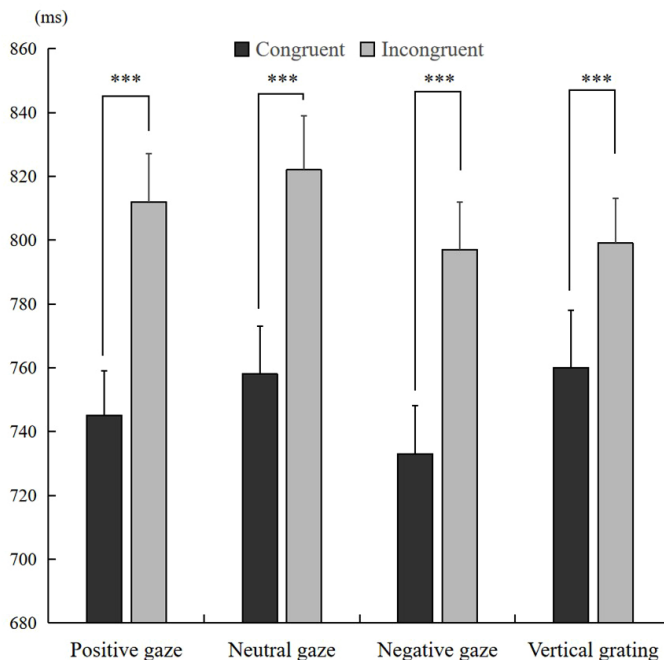 (ms)
860
840
820
800
780
760
740
720
700
680
Congruent Incongruent
*** *** *** ***
Positive gaze Neutral gaze Negative gaze Vertical grating